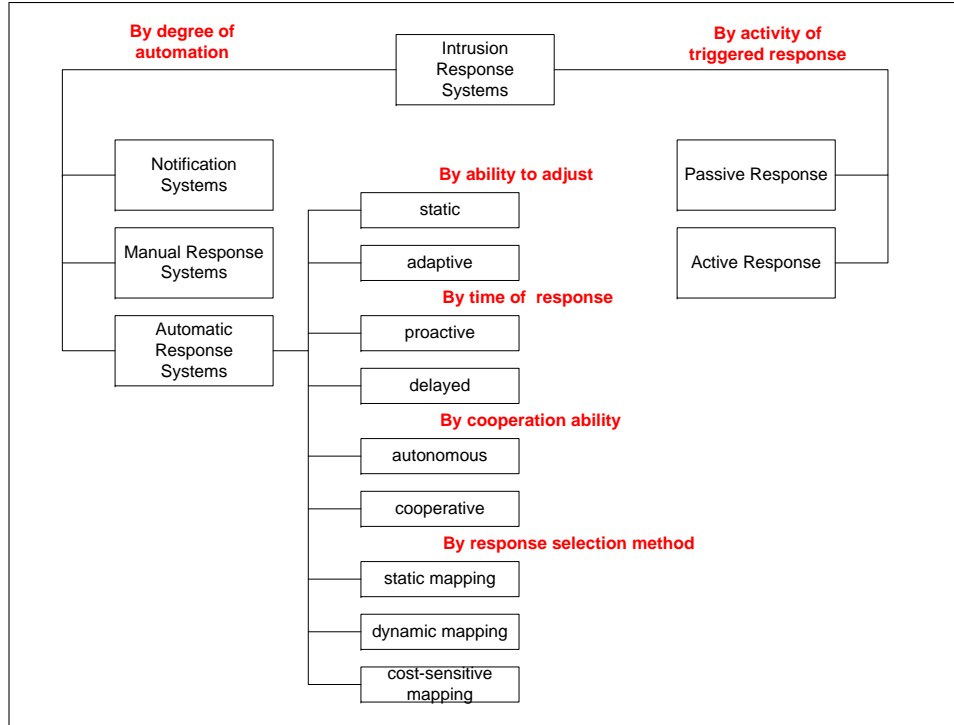 By degree of
automation
Intrusion
Response
Systems
By activity of
triggered response
Notification
Systems
Manual Response
Systems
Automatic
Response
Systems
By ability to adjust
static
adaptive
By time of response
proactive
delayed
By cooperation ability
autonomous
cooperative
By response selection method
static mapping
dynamic mapping
cost-sensitive
mapping
Passive Response
Active Response